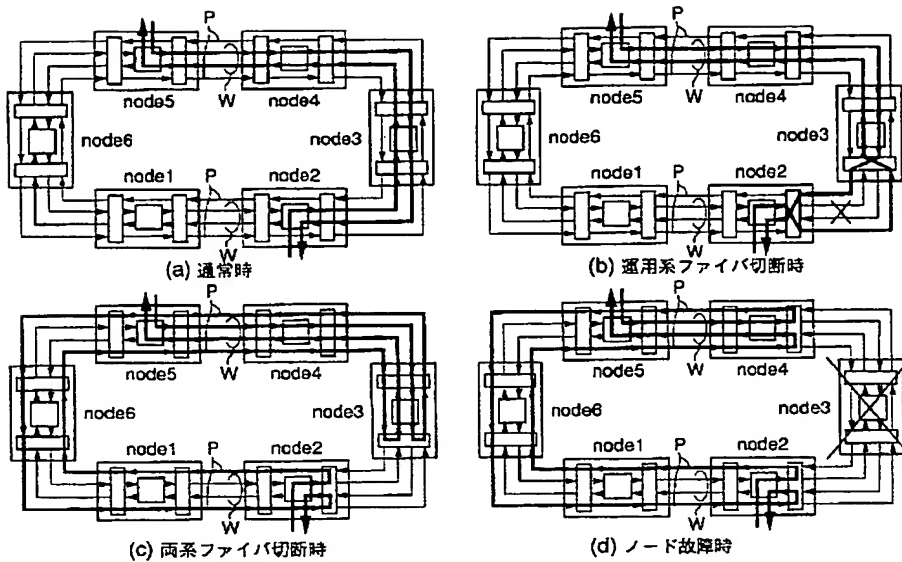 P
node5
W
node4
node6
node3
node1
P
node2
W
(a) 通常時
P
node5
W
node4
node6
node3
node1
P
node2
W
(b) 運用系ファイバ切断時
P
node5
W
node4
node6
node3
node1
P
node2
W
(c) 両系ファイバ切断時
P
node5
W
node4
node6
node3
node1
P
node2
W
(d) ノード故障時